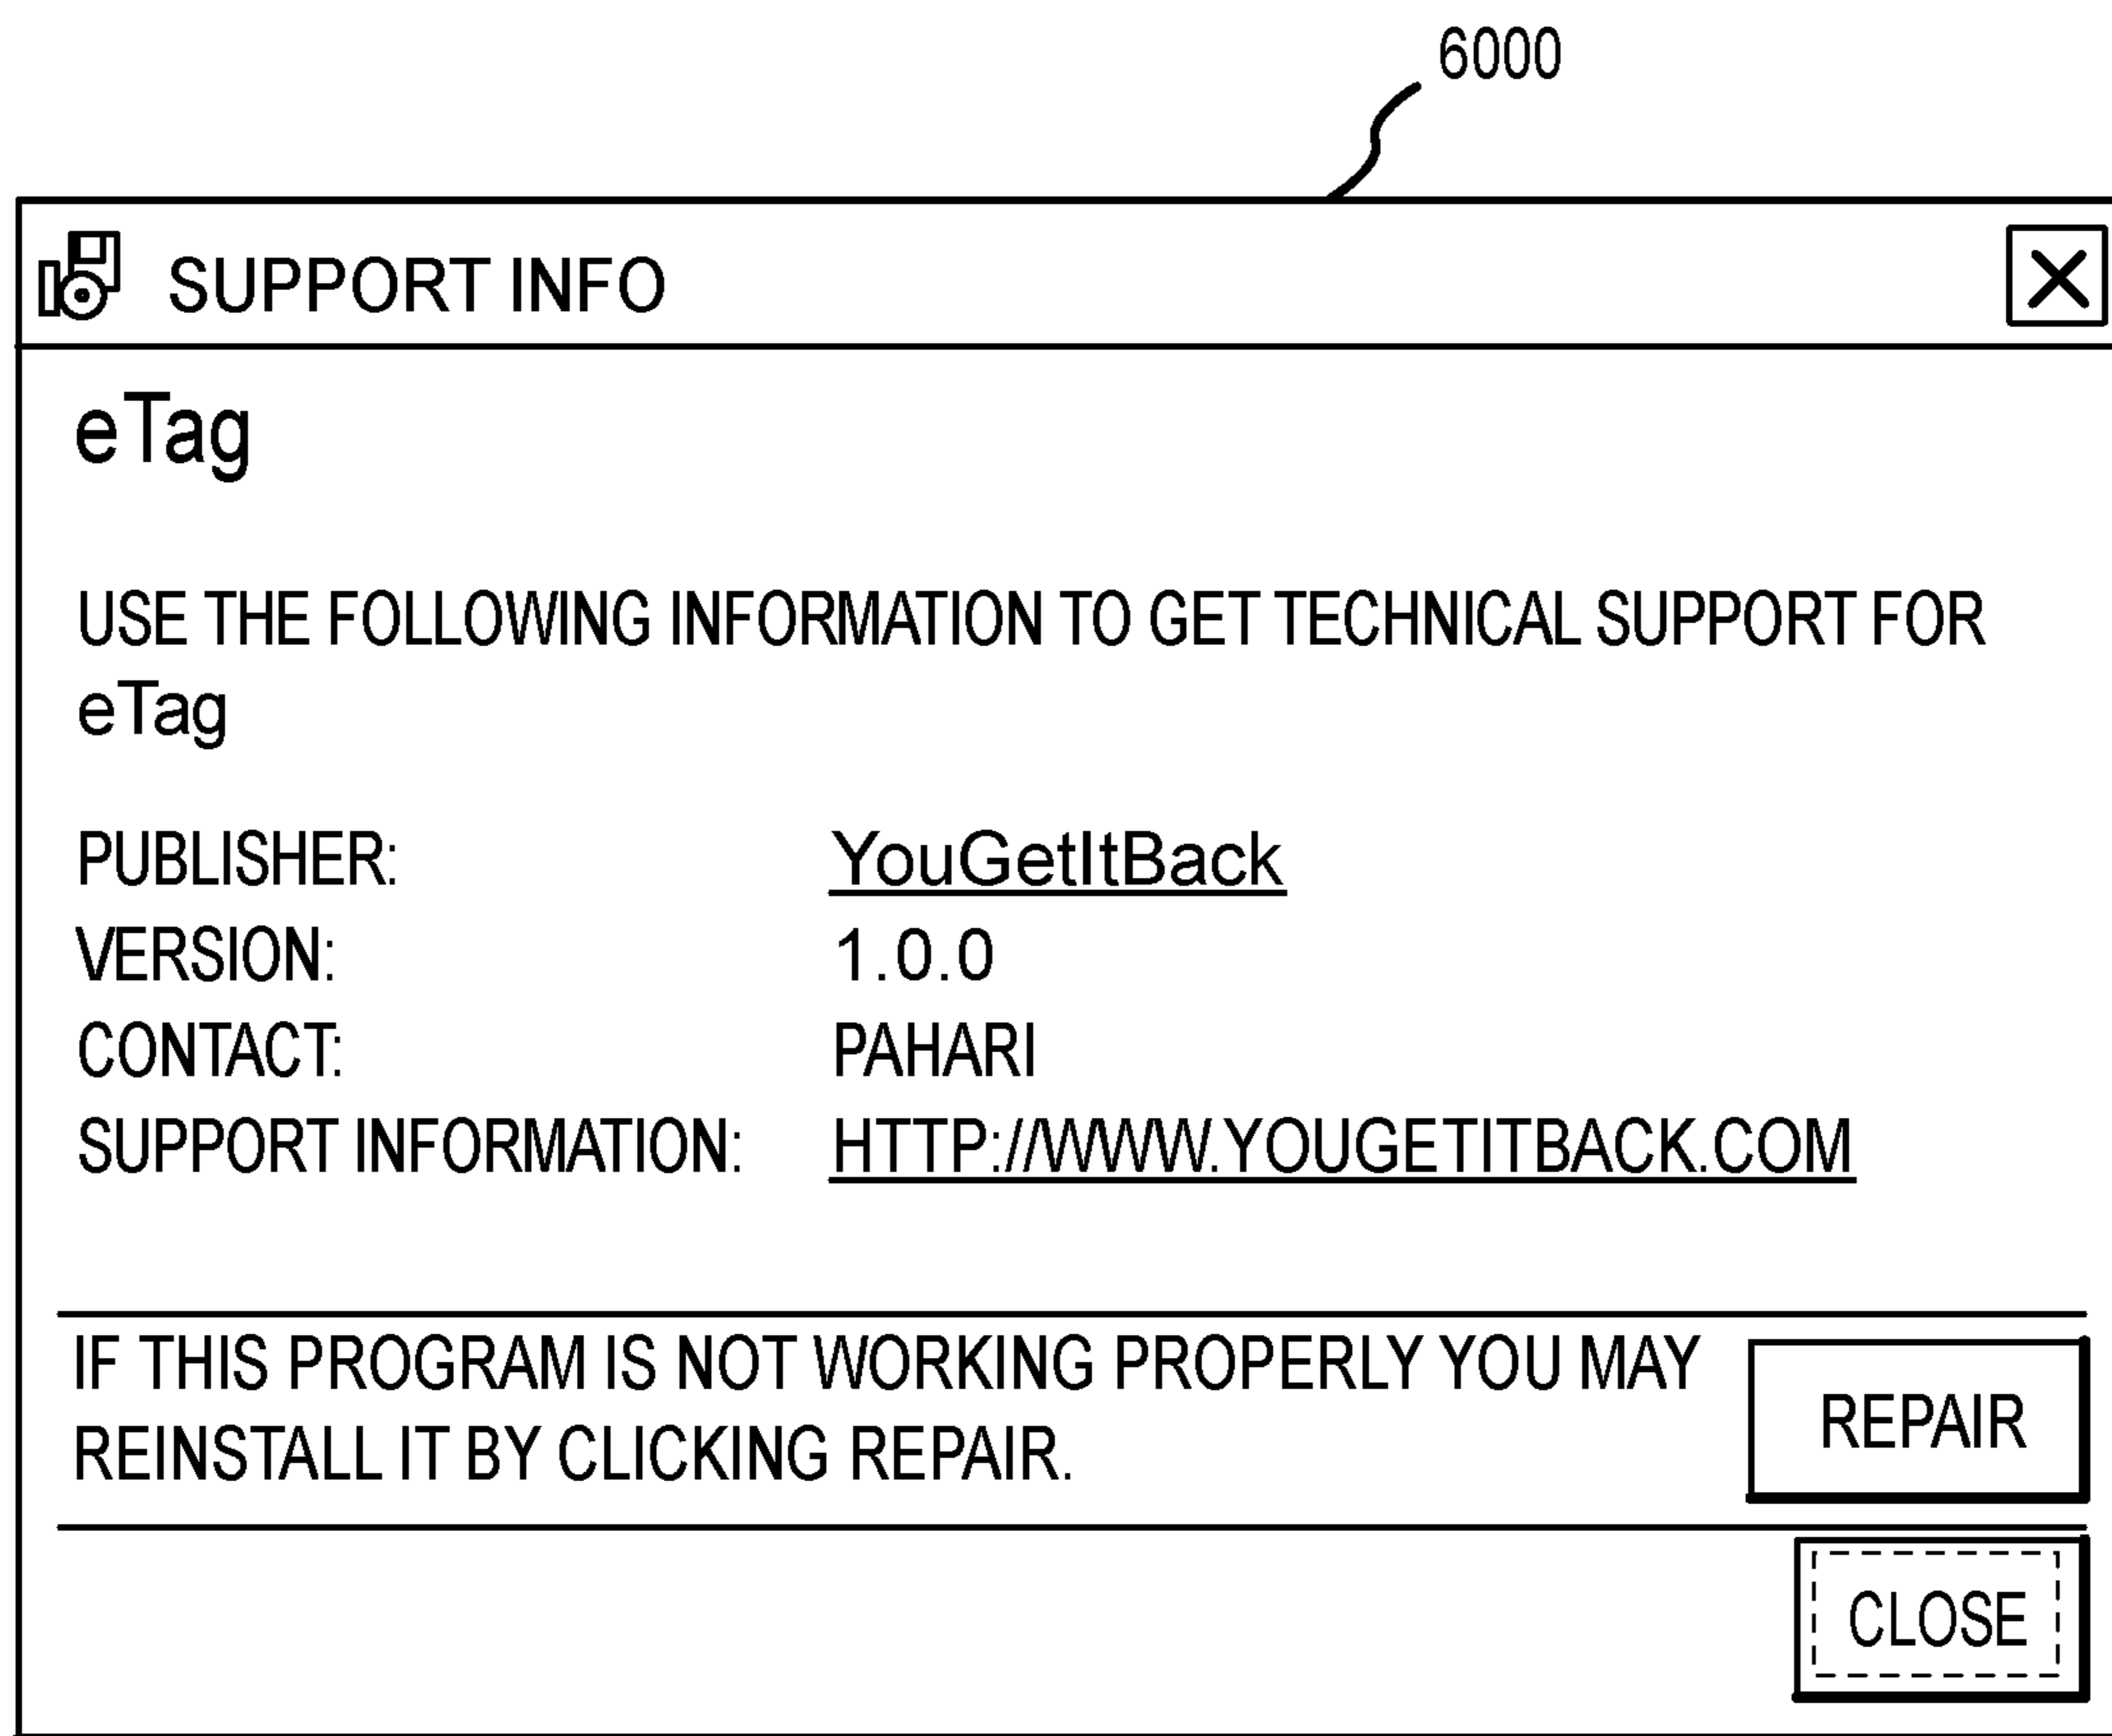 6000
SUPPORT INFO
eTag
USE THE FOLLOWING INFORMATION TO GET TECHNICAL SUPPORT FOR
eTag
PUBLISHER: YouGetItBack
VERSION: 1.0.0
CONTACT: PAHARI
SUPPORT INFORMATION: HTTP://WWW.YOUGETITBACK.COM
IF THIS PROGRAM IS NOT WORKING PROPERLY YOU MAY
REINSTALL IT BY CLICKING REPAIR.
REPAIR
CLOSE